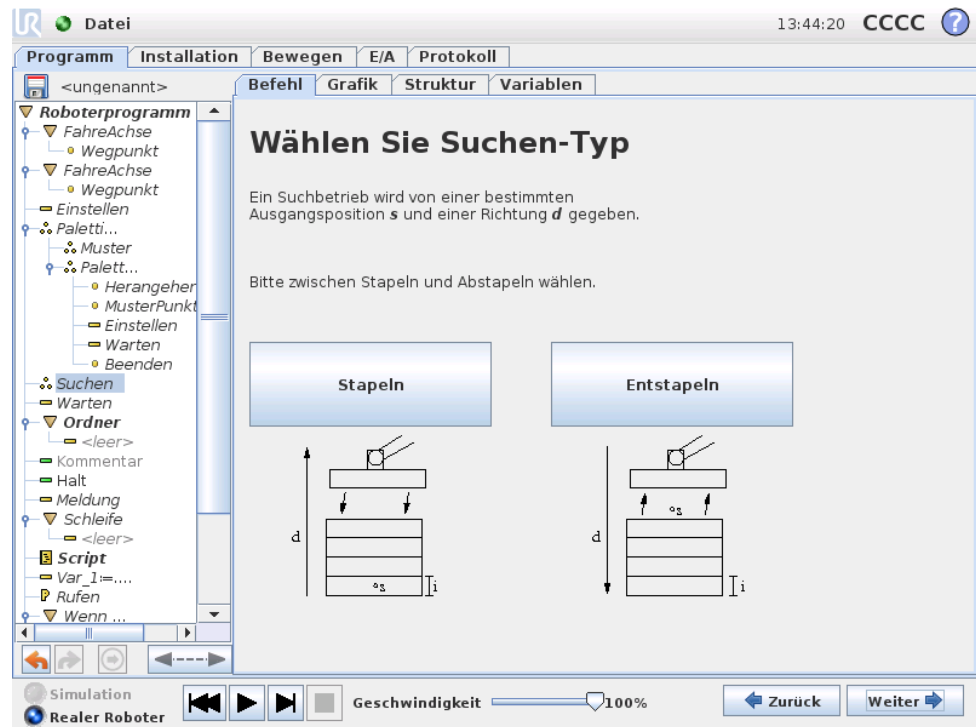 UR Datei 13:44:20 CCCC ?
Programm Installation Bewegen E/A Protokoll
<ungenannt>
Befehl Grafik Struktur Variablen
Roboterprogramm
FahreAchse
Wegpunkt
FahreAchse
Wegpunkt
Einstellen
Paletti...
Muster
Palett...
Herangeher
MusterPunkt
Einstellen
Warten
Beenden
Suchen
Warten
Ordner
<leer>
Kommentar
Halt
Meldung
Schleife
<leer>
Script
Var_1:=....
Rufen
Wenn ...
Wählen Sie Suchen-Typ
Ein Suchbetrieb wird von einer bestimmten
Ausgangsposition s und einer Richtung d gegeben.
Bitte zwischen Stapeln und Abstapeln wählen.
Stapeln Entstapeln
d s i
d s i
Simulation
Realer Roboter
Geschwindigkeit 100%
Zurück Weiter